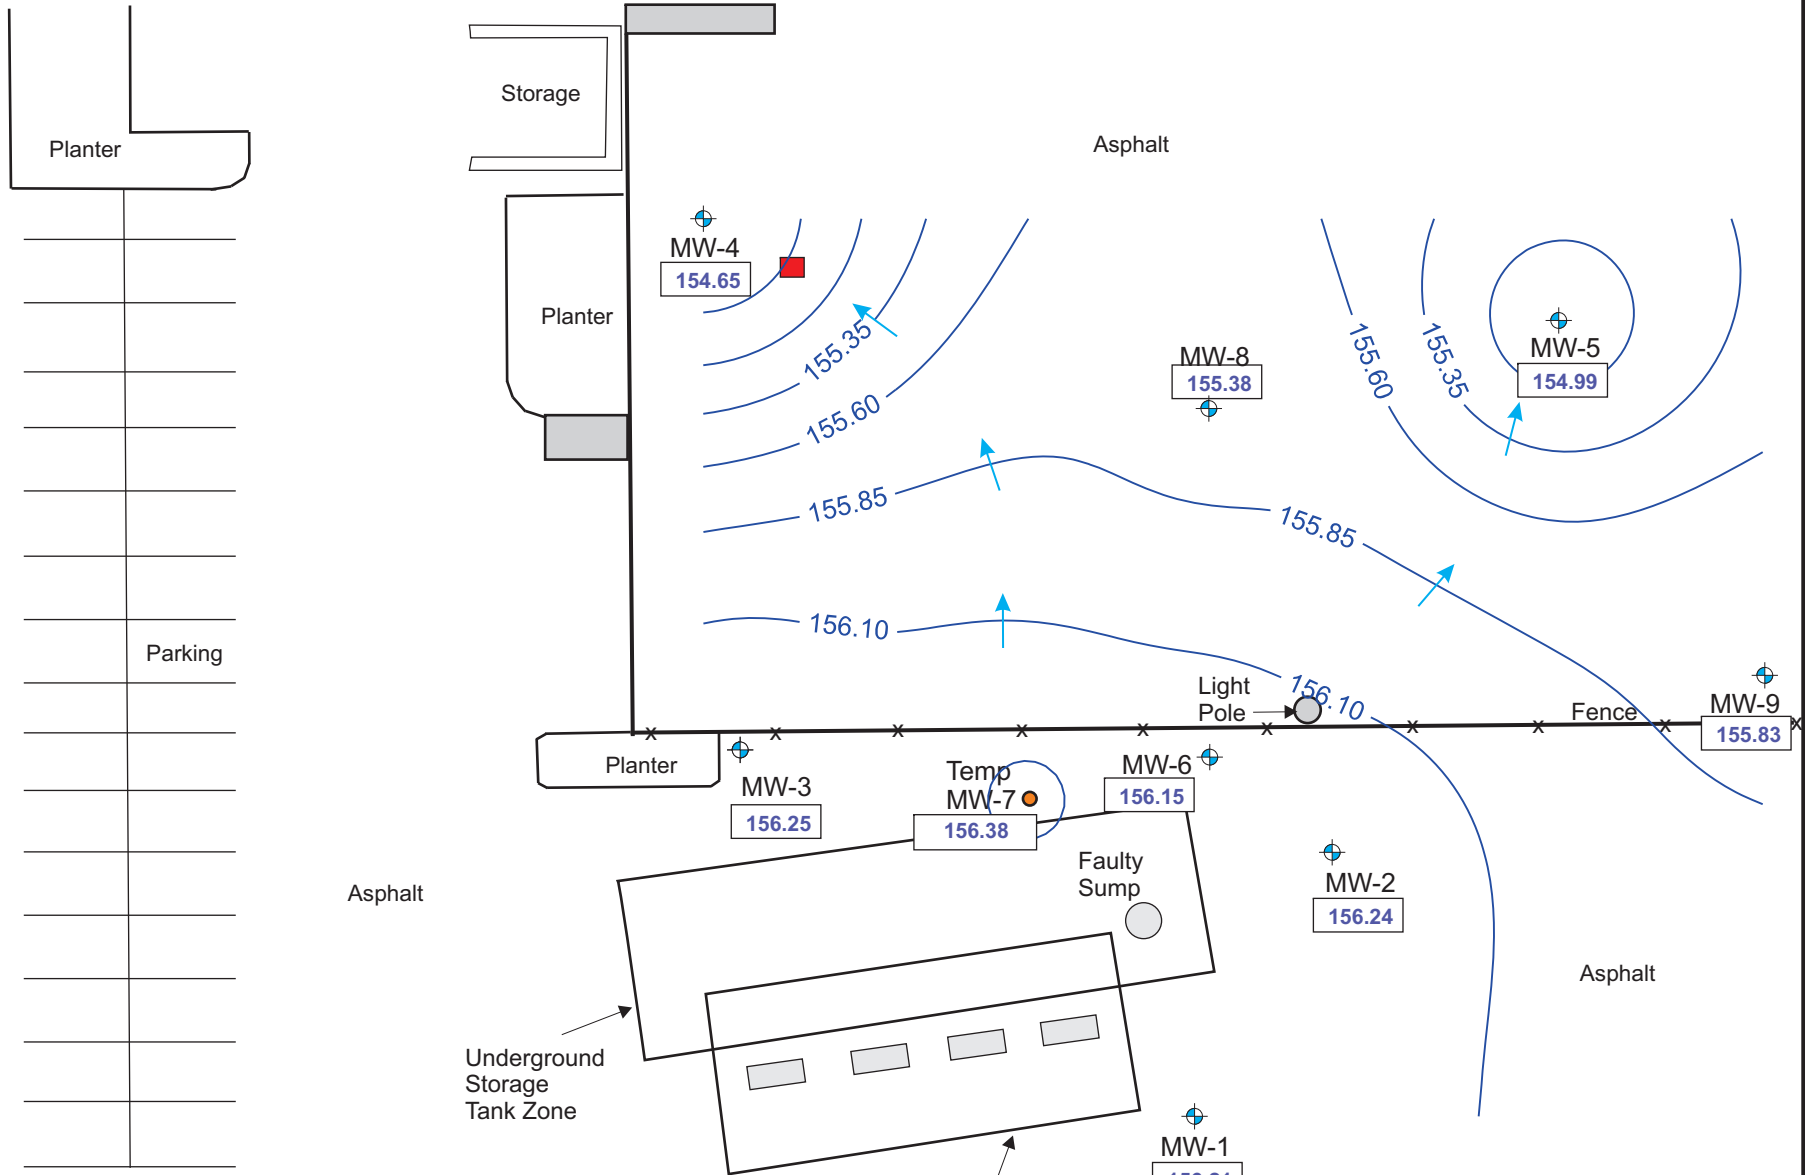 Storage
Planter
Asphalt
MW-4
154.65
Planter
155.35
155.60
MW-8
155.38
155.60
155.35
MW-5
154.99
155.85
155.85
156.10
Parking
Light
Pole
156.10
Fence
MW-9
155.83
x x x x x x x x x x
Planter
MW-3
156.25
Temp
MW-7
156.38
MW-6
156.15
Faulty
Sump
MW-2
156.24
Asphalt
Asphalt
Underground
Storage
Tank Zone
MW-1